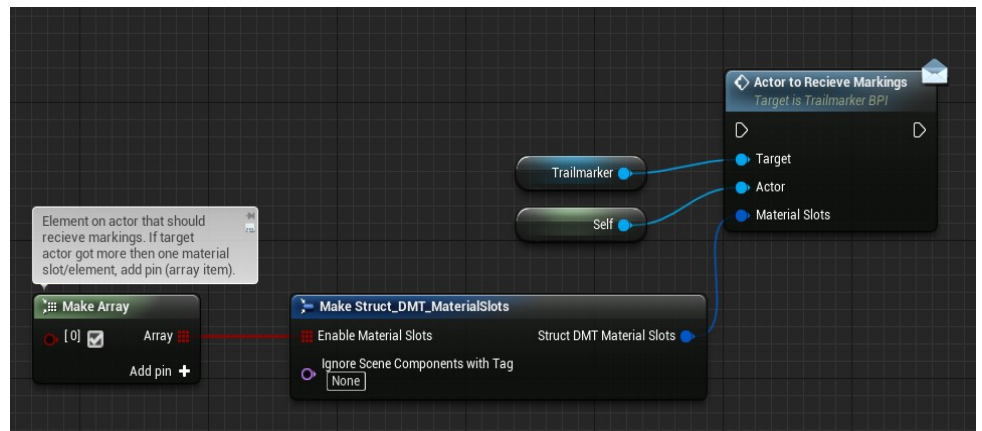 Actor to Recieve Markings
Target is Trailmarker BPI
Target
Trailmarker
Actor
Self
Material Slots
Element on actor that should
recieve markings. If target
actor got more then one material
slot/element, add pin (array item).
Make Array
[0]
Array
Add pin +
Make Struct_DMT_MaterialSlots
Enable Material Slots
Struct DMT Material Slots
Ignore Scene Components with Tag
None